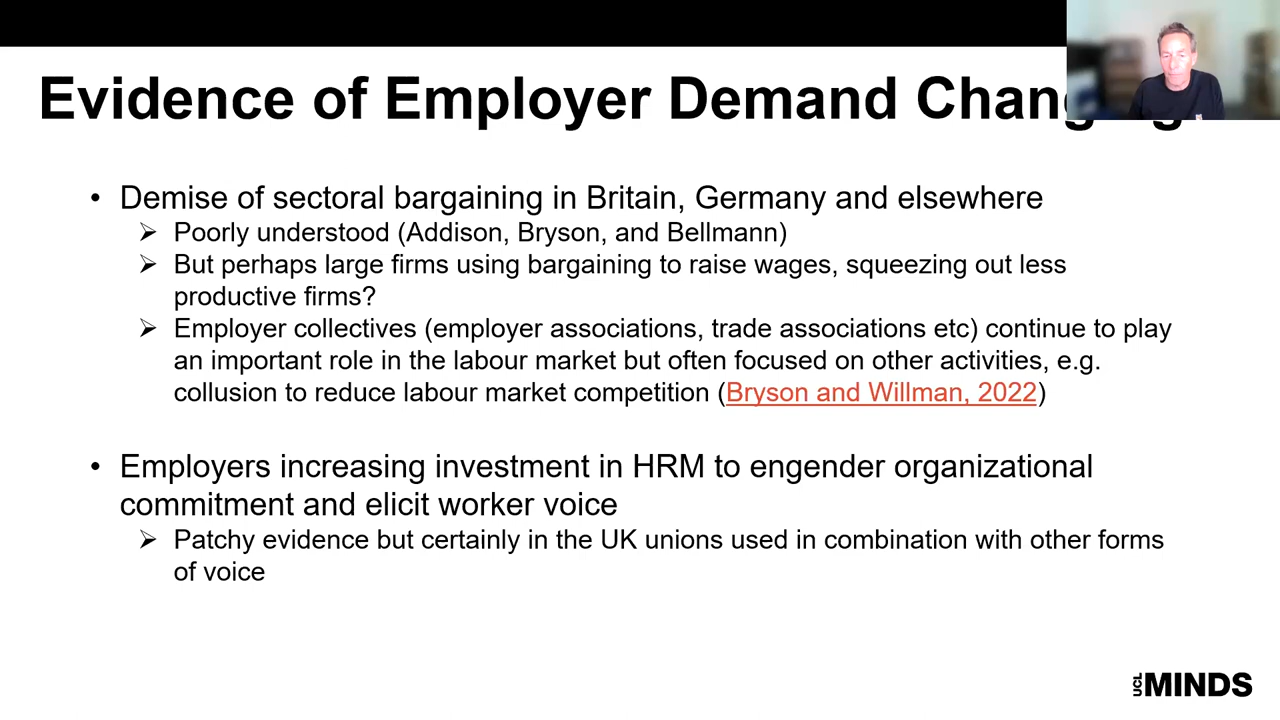 Evidence of Employer Demand
• Demise of sectoral bargaining in Britain, Germany and elsewhere
➢ Poorly understood (Addison, Bryson, and Bellmann)
➢ But perhaps large firms using bargaining to raise wages, squeezing out less
productive firms?
➢ Employer collectives (employer associations, trade associations etc) continue to play
an important role in the labour market but often focused on other activities, e.g.
collusion to reduce labour market competition (Bryson and Willman, 2022)
• Employers increasing investment in HRM to engender organizational
commitment and elicit worker voice
➢ Patchy evidence but certainly in the UK unions used in combination with other forms
of voice
UCL MINDS